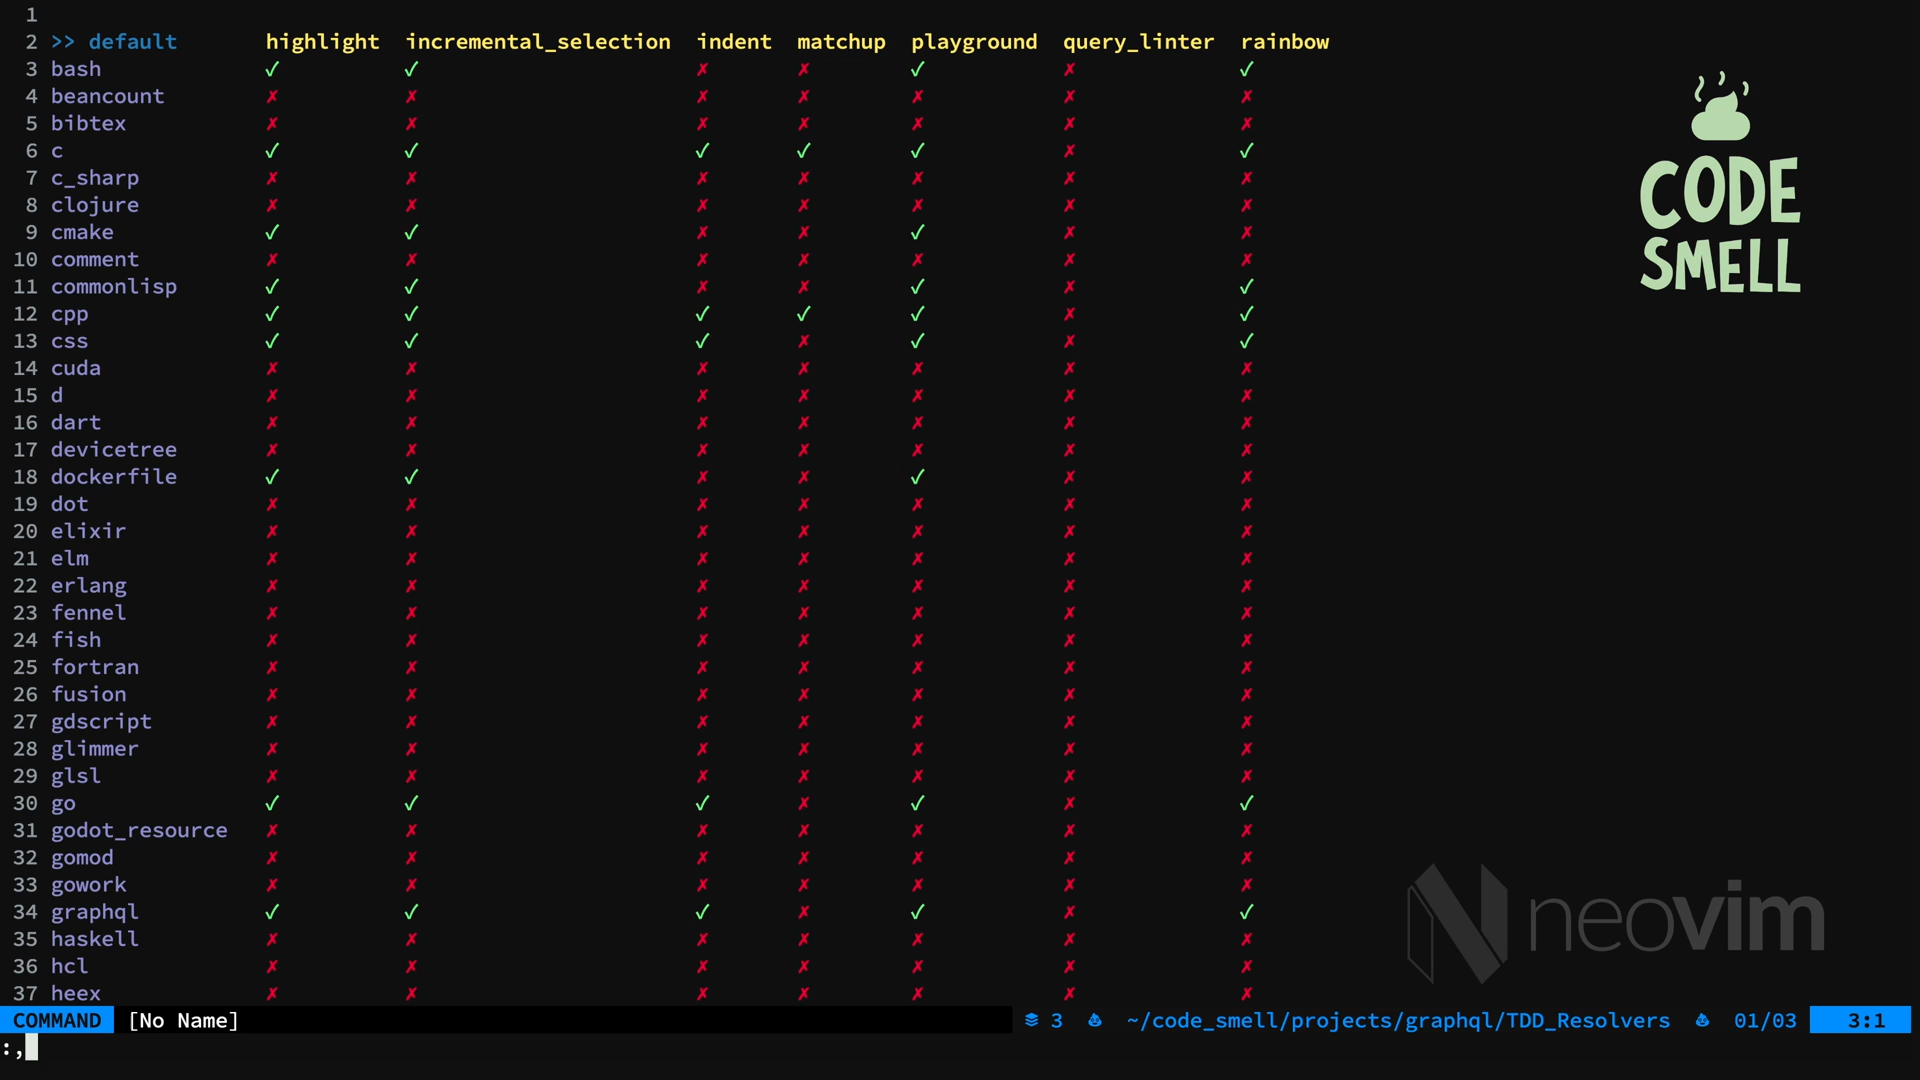 1
2 >> default highlight incremental_selection indent matchup playground query_linter rainbow
3 bash ✓ ✓ ✗ ✗ ✓ ✗ ✓
4 beancount ✗ ✗ ✗ ✗ ✗ ✗ ✗
5 bibtex ✗ ✗ ✗ ✗ ✗ ✗ ✗
6 c ✓ ✓ ✓ ✓ ✓ ✗ ✓
7 c_sharp ✗ ✗ ✗ ✗ ✗ ✗ ✗
8 clojure ✗ ✗ ✗ ✗ ✗ ✗ ✗
9 cmake ✓ ✓ ✗ ✗ ✓ ✗ ✗
10 comment ✗ ✗ ✗ ✗ ✗ ✗ ✗
11 commonlisp ✓ ✓ ✗ ✗ ✓ ✗ ✓
12 cpp ✓ ✓ ✓ ✓ ✓ ✗ ✓
13 css ✓ ✓ ✓ ✗ ✓ ✗ ✓
14 cuda ✗ ✗ ✗ ✗ ✗ ✗ ✗
15 d ✗ ✗ ✗ ✗ ✗ ✗ ✗
16 dart ✗ ✗ ✗ ✗ ✗ ✗ ✗
17 devicetree ✗ ✗ ✗ ✗ ✗ ✗ ✗
18 dockerfile ✓ ✓ ✗ ✗ ✓ ✗ ✗
19 dot ✗ ✗ ✗ ✗ ✗ ✗ ✗
20 elixir ✗ ✗ ✗ ✗ ✗ ✗ ✗
21 elm ✗ ✗ ✗ ✗ ✗ ✗ ✗
22 erlang ✗ ✗ ✗ ✗ ✗ ✗ ✗
23 fennel ✗ ✗ ✗ ✗ ✗ ✗ ✗
24 fish ✗ ✗ ✗ ✗ ✗ ✗ ✗
25 fortran ✗ ✗ ✗ ✗ ✗ ✗ ✗
26 fusion ✗ ✗ ✗ ✗ ✗ ✗ ✗
27 gdscript ✗ ✗ ✗ ✗ ✗ ✗ ✗
28 glimmer ✗ ✗ ✗ ✗ ✗ ✗ ✗
29 glsl ✗ ✗ ✗ ✗ ✗ ✗ ✗
30 go ✓ ✓ ✓ ✗ ✓ ✗ ✓
31 godot_resource ✗ ✗ ✗ ✗ ✗ ✗ ✗
32 gomod ✗ ✗ ✗ ✗ ✗ ✗ ✗
33 gowork ✗ ✗ ✗ ✗ ✗ ✗ ✗
34 graphql ✓ ✓ ✓ ✗ ✓ ✗ ✓
35 haskell ✗ ✗ ✗ ✗ ✗ ✗ ✗
36 hcl ✗ ✗ ✗ ✗ ✗ ✗ ✗
37 heex ✗ ✗ ✗ ✗ ✗ ✗ ✗
CODE
SMELL
neovim
COMMAND [No Name] 3 ~/code_smell/projects/graphql/TDD_Resolvers 01/03 3:1
:,